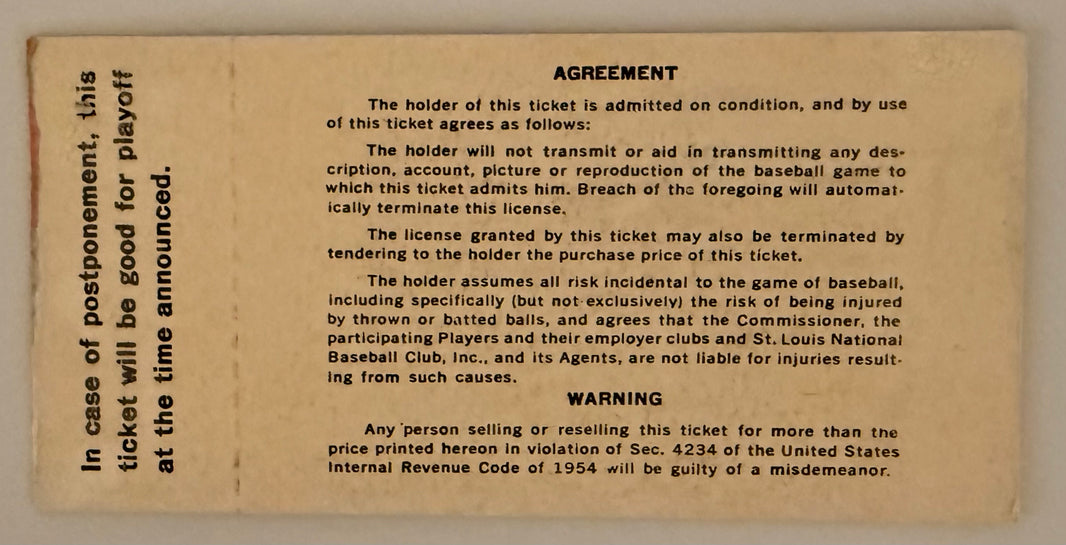 In case of postponement, this
ticket will be good for playoff
at the time announced.
AGREEMENT
The holder of this ticket is admitted on condition, and by use
of this ticket agrees as follows:
The holder will not transmit or aid in transmitting any des-
cription, account, picture or reproduction of the baseball game to
which this ticket admits him. Breach of the foregoing will automat-
ically terminate this license.
The license granted by this ticket may also be terminated by
tendering to the holder the purchase price of this ticket.
The holder assumes all risk incidental to the game of baseball,
including specifically (but not exclusively) the risk of being injured
by thrown or batted balls, and agrees that the Commissioner, the
participating Players and their employer clubs and St. Louis National
Baseball Club, Inc., and its Agents, are not liable for injuries result-
ing from such causes.
WARNING
Any person selling or reselling this ticket for more than the
price printed hereon in violation of Sec. 4234 of the United States
Internal Revenue Code of 1954 will be guilty of a misdemeanor.